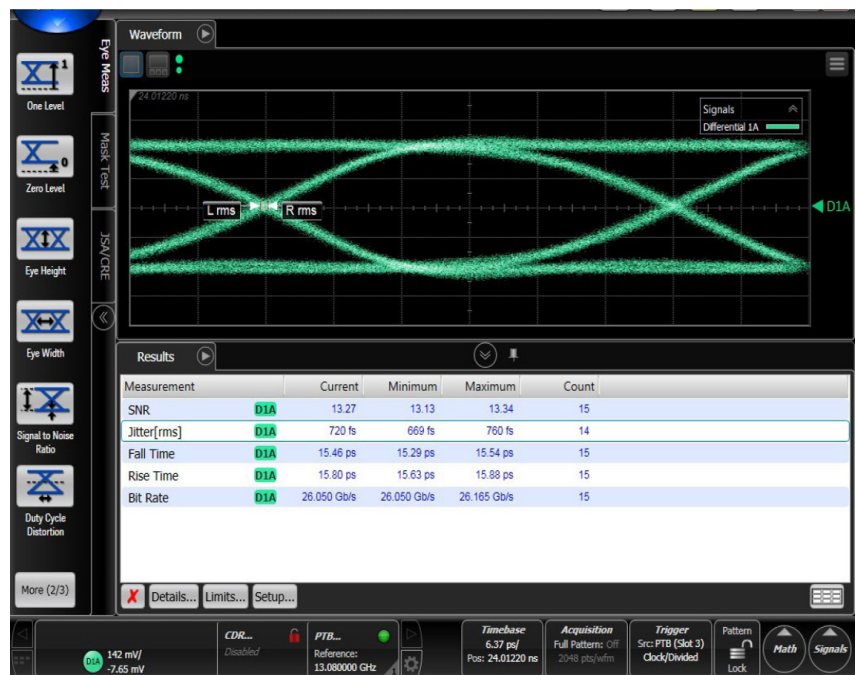 Waveform
Eye Meas
Mask Test
JSA/CRE
1
One Level
0
Zero Level
Eye Height
Eye Width
Signal to Noise
Ratio
Duty Cycle
Distortion
More (2/3)
24.01220 ns
Signals
Differential 1A
L rms
R rms
D1A
Results
Measurement Current Minimum Maximum Count
SNR D1A 13.27 13.13 13.34 15
Jitter[rms] D1A 720 fs 669 fs 760 fs 14
Fall Time D1A 15.46 ps 15.29 ps 15.54 ps 15
Rise Time D1A 15.80 ps 15.63 ps 15.88 ps 15
Bit Rate D1A 26.050 Gb/s 26.050 Gb/s 26.165 Gb/s 15
Details... Limits... Setup...
D1A
142 mV/
-7.65 mV
CDR...
Disabled
PTB...
Reference:
13.080000 GHz
Timebase
6.37 ps/
Pos: 24.01220 ns
Acquisition
Full Pattern: Off
2048 pts/wfm
Trigger
Src: PTB (Slot 3)
Clock/Divided
Pattern
Lock
Math
Signals